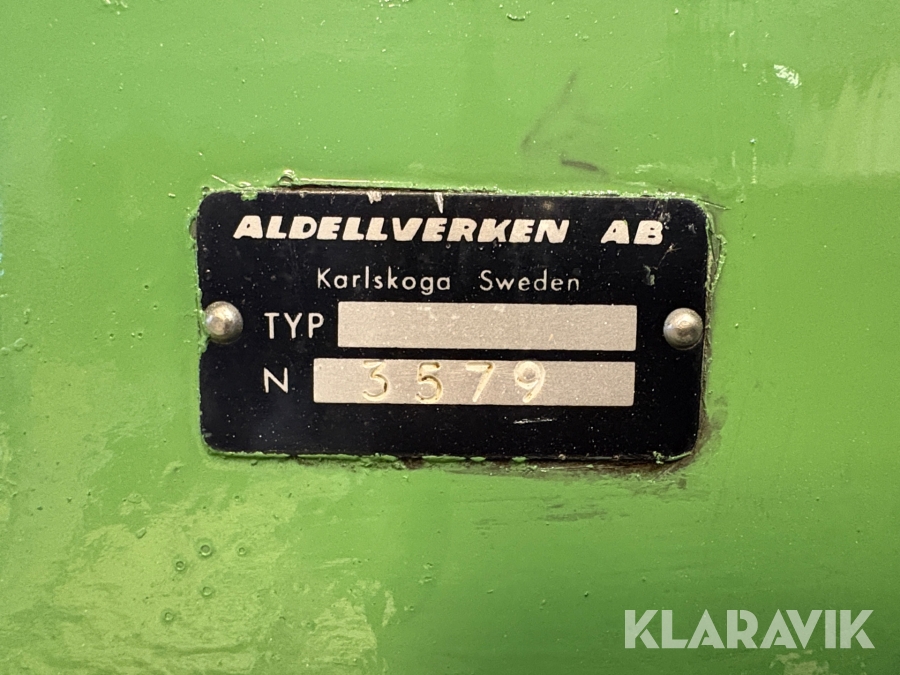 ALDELLVERKEN AB
Karlskoga Sweden
TYP
N 3579
KLARAVIK